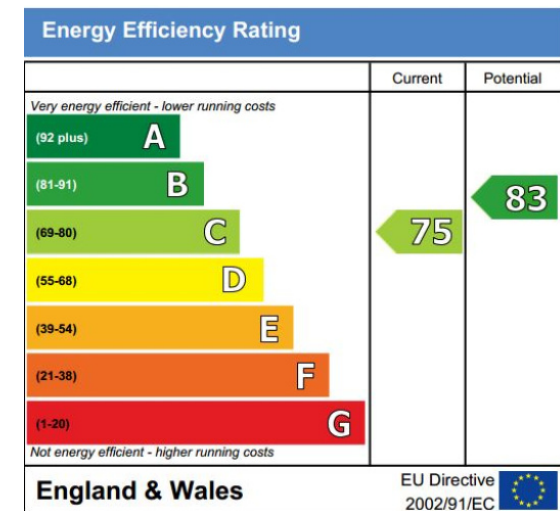 Energy Efficiency Rating
Current Potential
Very energy efficient - lower running costs
(92 plus) A
(81-91) B
83
(69-80) C
75
(55-68) D
(39-54) E
(21-38) F
(1-20) G
Not energy efficient - higher running costs
England & Wales
EU Directive
2002/91/EC